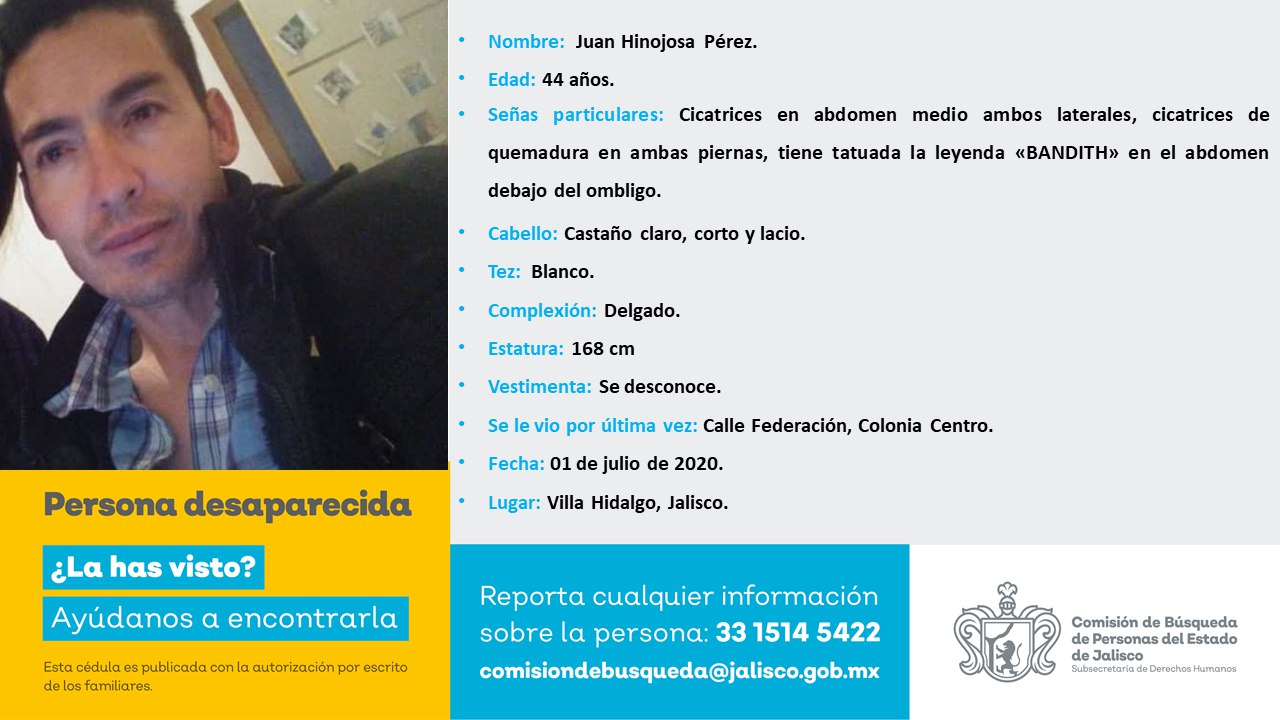 Nombre: Juan Hinojosa Pérez.
Edad: 44 años.
Señas particulares: Cicatrices en abdomen medio ambos laterales, cicatrices de
quemadura en ambas piernas, tiene tatuada la leyenda «BANDITH» en el abdomen
debajo del ombligo.
Cabello: Castaño claro, corto y lacio.
Tez: Blanco.
Complexión: Delgado.
Estatura: 168 cm
Vestimenta: Se desconoce.
Se le vio por última vez: Calle Federación, Colonia Centro.
Fecha: 01 de julio de 2020.
Lugar: Villa Hidalgo, Jalisco.
Persona desaparecida
¿La has visto?
Ayúdanos a encontrarla
Esta cédula es publicada con la autorización por escrito
de los familiares.
Reporta cualquier información
sobre la persona: 33 1514 5422
comisiondebusqueda@jalisco.gob.mx
Comisión de Búsqueda
de Personas del Estado
de Jalisco
Subsecretaría de Derechos Humanos